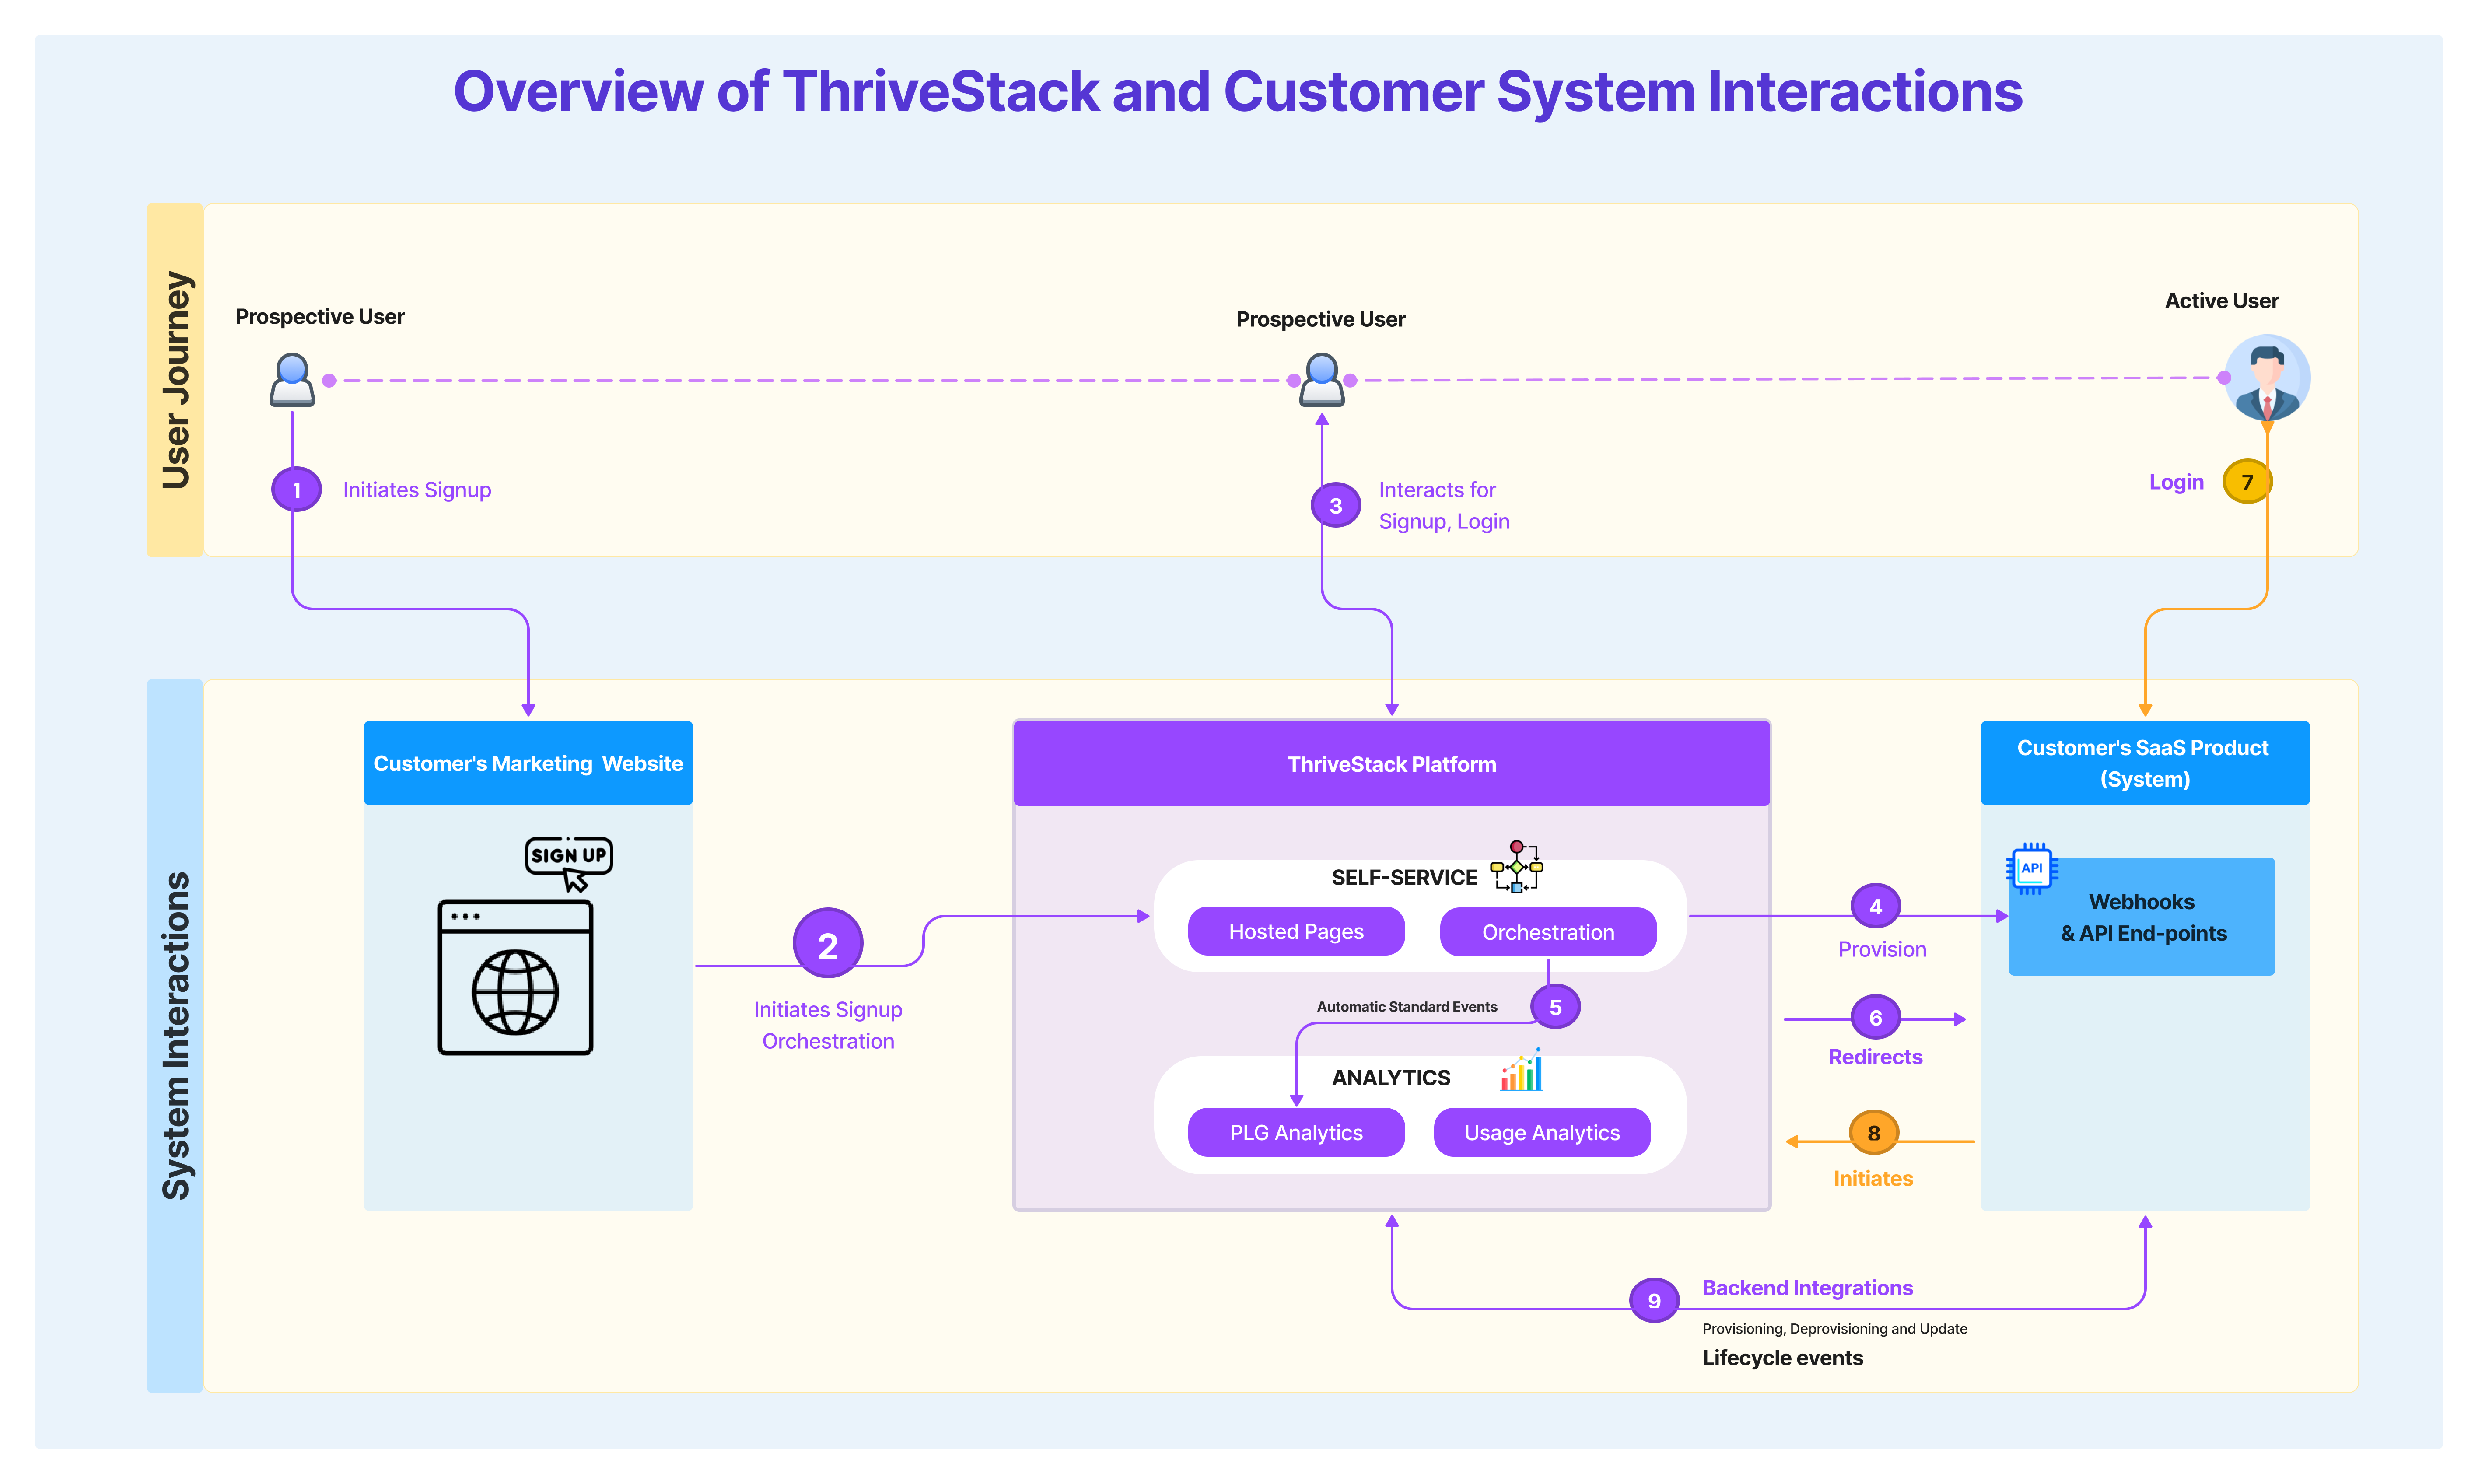 Overview of ThriveStack and Customer System Interactions
User Journey
Prospective User
Prospective User
Active User
1
Initiates Signup
3
Interacts for
Signup, Login
Login
7
System Interactions
Customer's Marketing Website
ThriveStack Platform
Customer's SaaS Product
(System)
SIGN UP
2
Initiates Signup
Orchestration
SELF-SERVICE
Hosted Pages
Orchestration
Automatic Standard Events
5
ANALYTICS
PLG Analytics
Usage Analytics
4
Provision
6
Redirects
8
Initiates
API
Webhooks
& API End-points
9
Backend Integrations
Provisioning, Deprovisioning and Update
Lifecycle events